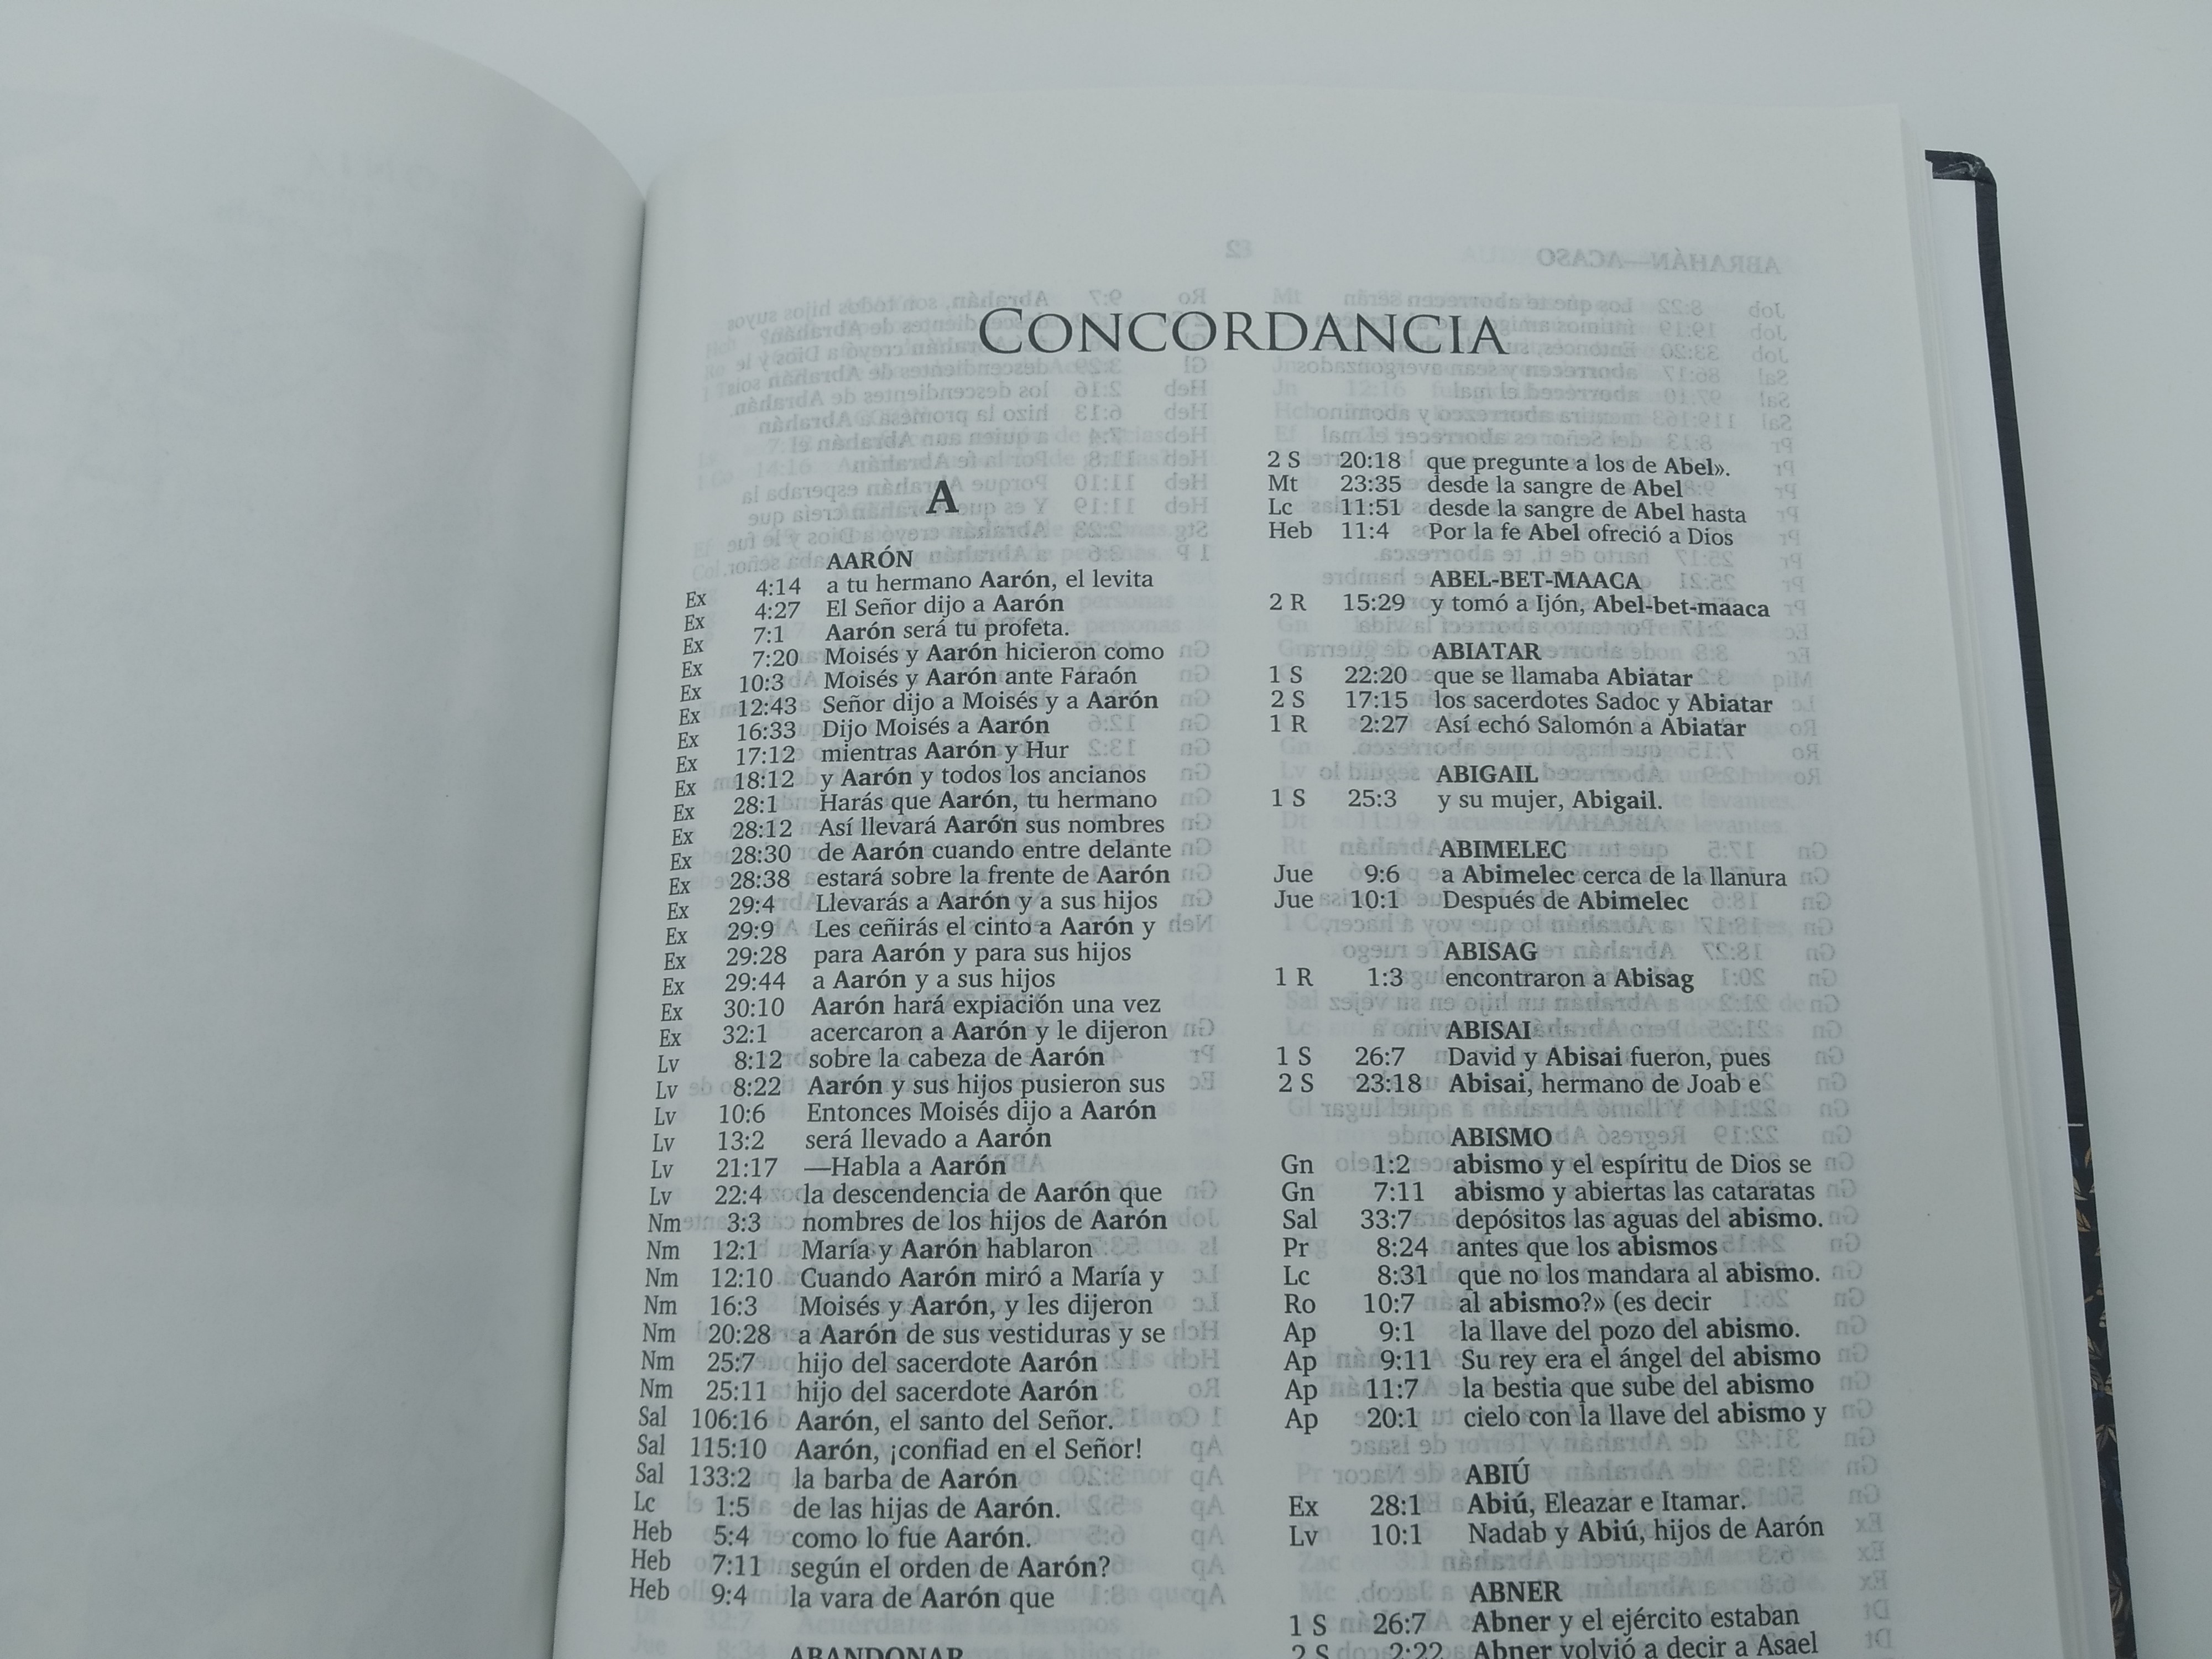 CONCORDANCIA
A
AARÓN
Ex 4:14 a tu hermano Aarón, el levita
Ex 4:27 El Señor dijo a Aarón
Ex 7:1 Aarón será tu profeta.
Ex 7:20 Moisés y Aarón hicieron como
Ex 10:3 Moisés y Aarón ante Faraón
Ex 12:43 Señor dijo a Moisés y a Aarón
Ex 16:33 Dijo Moisés a Aarón
Ex 17:12 mientras Aarón y Hur
Ex 18:12 y Aarón y todos los ancianos
Ex 28:1 Harás que Aarón, tu hermano
Ex 28:12 Así llevará Aarón sus nombres
Ex 28:30 de Aarón cuando entre delante
Ex 28:38 estará sobre la frente de Aarón
Ex 29:4 Llevarás a Aarón y a sus hijos
Ex 29:9 Les ceñirás el cinto a Aarón y
Ex 29:28 para Aarón y para sus hijos
Ex 29:44 a Aarón y a sus hijos
Ex 30:10 Aarón hará expiación una vez
Ex 32:1 acercaron a Aarón y le dijeron
Lv 8:12 sobre la cabeza de Aarón
Lv 8:22 Aarón y sus hijos pusieron sus
Lv 10:6 Entonces Moisés dijo a Aarón
Lv 13:2 será llevado a Aarón
Lv 21:17 —Habla a Aarón
Lv 22:4 la descendencia de Aarón que
Nm 3:3 nombres de los hijos de Aarón
Nm 12:1 María y Aarón hablaron
Nm 12:10 Cuando Aarón miró a María y
Nm 16:3 Moisés y Aarón, y les dijeron
Nm 20:28 a Aarón de sus vestiduras y se
Nm 25:7 hijo del sacerdote Aarón
Nm 25:11 hijo del sacerdote Aarón
Sal 106:16 Aarón, el santo del Señor.
Sal 115:10 Aarón, ¡confiad en el Señor!
Sal 133:2 la barba de Aarón
Lc 1:5 de las hijas de Aarón.
Heb 5:4 como lo fue Aarón.
Heb 7:11 según el orden de Aarón?
Heb 9:4 la vara de Aarón que
ABANDONAR
2 S 20:18 que pregunte a los de Abel».
Mt 23:35 desde la sangre de Abel
Lc 11:51 desde la sangre de Abel hasta
Heb 11:4 Por la fe Abel ofreció a Dios
ABEL-BET-MAACA
2 R 15:29 y tomó a Ijón, Abel-bet-maaca
ABIATAR
1 S 22:20 que se llamaba Abiatar
2 S 17:15 los sacerdotes Sadoc y Abiatar
1 R 2:27 Así echó Salomón a Abiatar
ABIGAIL
1 S 25:3 y su mujer, Abigail.
ABIMELEC
Jue 9:6 a Abimelec cerca de la llanura
Jue 10:1 Después de Abimelec
ABISAG
1 R 1:3 encontraron a Abisag
ABISAI
1 S 26:7 David y Abisai fueron, pues
2 S 23:18 Abisai, hermano de Joab e
ABISMO
Gn 1:2 abismo y el espíritu de Dios se
Gn 7:11 abismo y abiertas las cataratas
Sal 33:7 depósitos las aguas del abismo.
Pr 8:24 antes que los abismos
Lc 8:31 que no los mandara al abismo.
Ro 10:7 al abismo?» (es decir
Ap 9:1 la llave del pozo del abismo.
Ap 9:11 Su rey era el ángel del abismo
Ap 11:7 la bestia que sube del abismo
Ap 20:1 cielo con la llave del abismo y
ABIÚ
Ex 28:1 Abiú, Eleazar e Itamar.
Lv 10:1 Nadab y Abiú, hijos de Aarón
ABNER
1 S 26:7 Abner y el ejército estaban
2 S 2:22 Abner volvió a decir a Asael